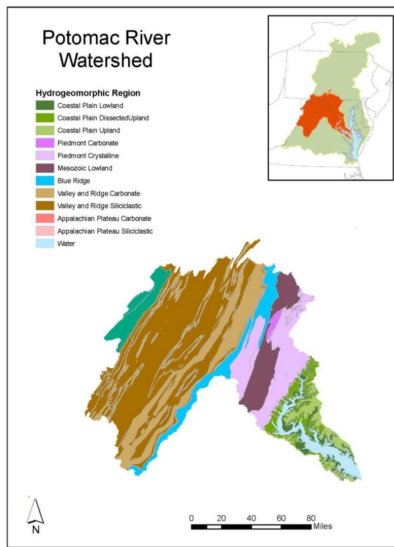 Potomac River
Watershed
Hydrogeomorphic Region
Coastal Plain Lowland
Coastal Plain DissectedUpland
Coastal Plain Upland
Piedmont Carbonate
Piedmont Crystalline
Mesozoic Lowland
Blue Ridge
Valley and Ridge Carbonate
Valley and Ridge Siliciclastic
Appalachian Plateau Carbonate
Appalachian Plateau Siliciclastic
Water
N
0 20 40 60 80
Miles